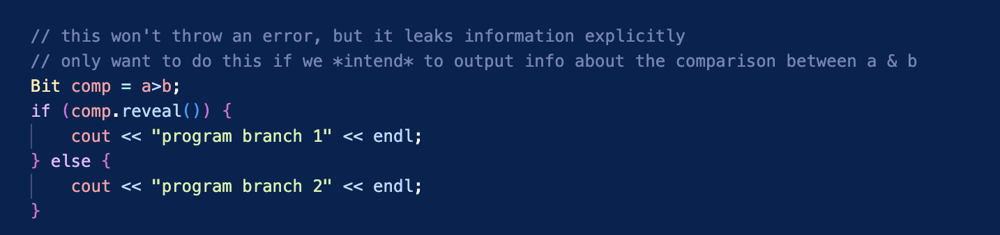 // this won't throw an error, but it leaks information explicitly
// only want to do this if we *intend* to output info about the comparison between a & b
Bit comp = a>b;
if (comp.reveal()) {
    cout << "program branch 1" << endl;
} else {
    cout << "program branch 2" << endl;
}